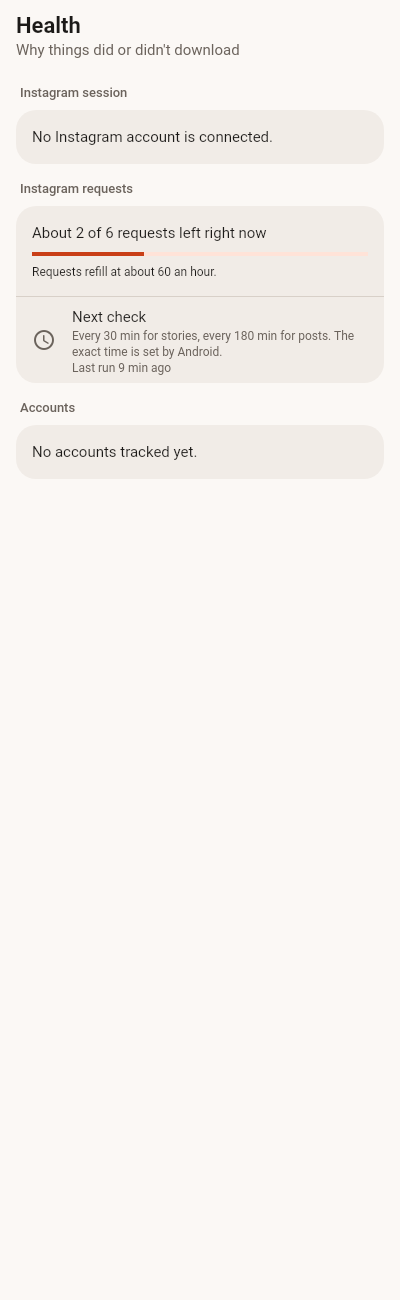 Health
Why things did or didn't download
Instagram session
No Instagram account is connected.
Instagram requests
About 2 of 6 requests left right now
Requests refill at about 60 an hour.
Next check
Every 30 min for stories, every 180 min for posts. The
exact time is set by Android.
Last run 9 min ago
Accounts
No accounts tracked yet.